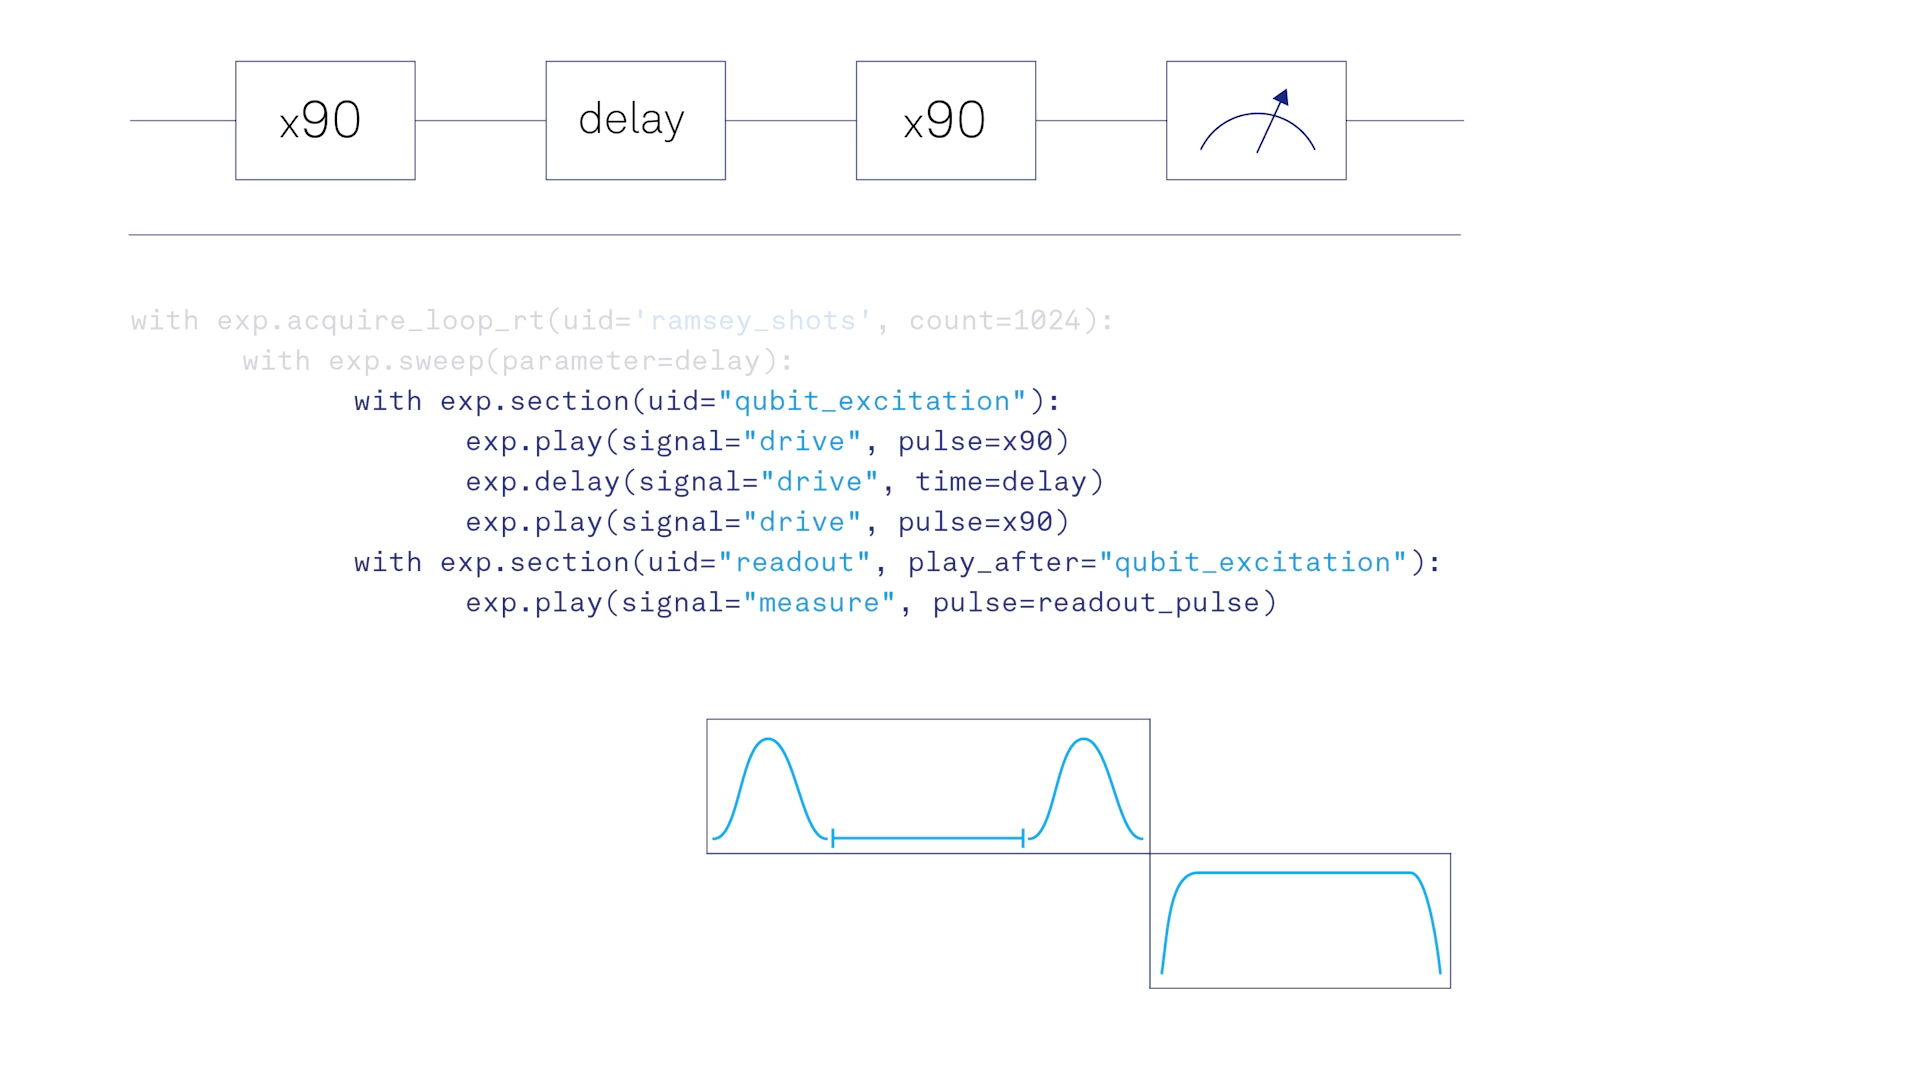 x90 delay x90
with exp.acquire_loop_rt(uid='ramsey_shots', count=1024):
with exp.sweep(parameter=delay):
with exp.section(uid="qubit_excitation"):
exp.play(signal="drive", pulse=x90)
exp.delay(signal="drive", time=delay)
exp.play(signal="drive", pulse=x90)
with exp.section(uid="readout", play_after="qubit_excitation"):
exp.play(signal="measure", pulse=readout_pulse)